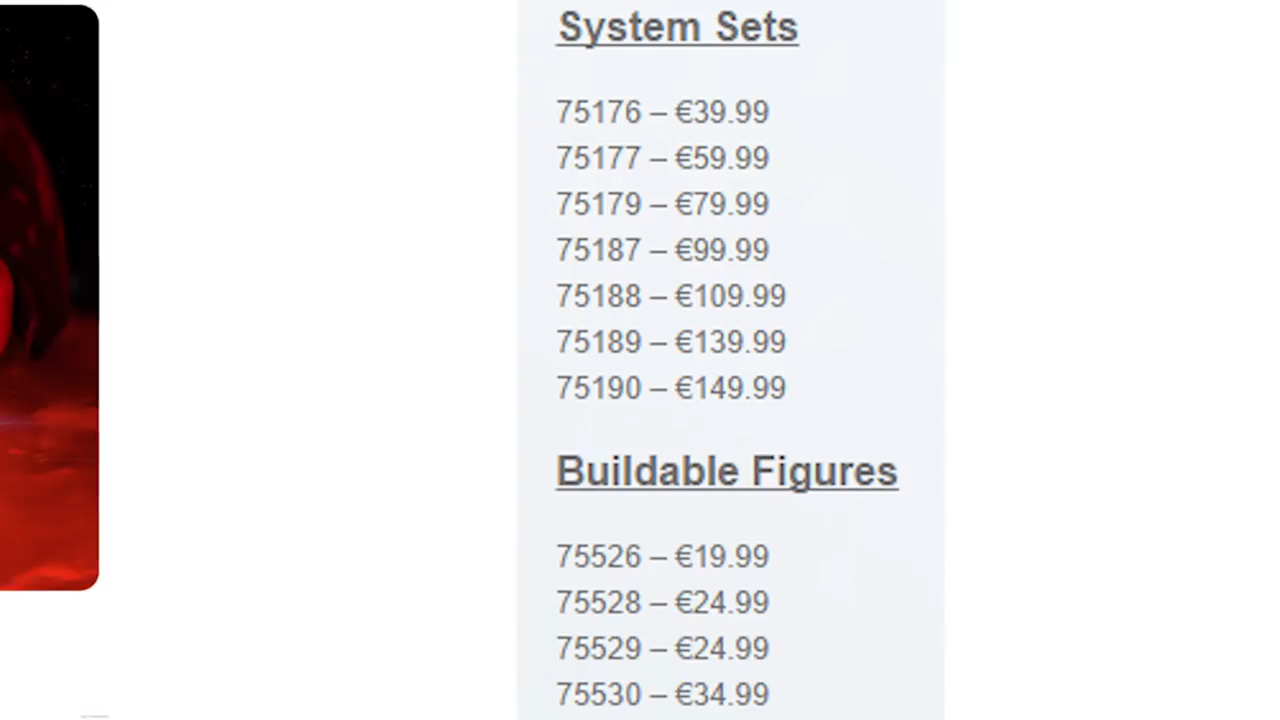 System Sets
75176 – €39.99
75177 – €59.99
75179 – €79.99
75187 – €99.99
75188 – €109.99
75189 – €139.99
75190 – €149.99
Buildable Figures
75526 – €19.99
75528 – €24.99
75529 – €24.99
75530 – €34.99